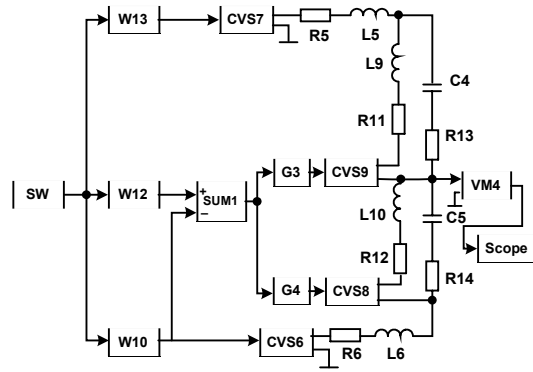 W13
CVS7
R5
L5
L9
C4
R11
R13
G3
CVS9
VM4
SW
W12
+
SUM1
−
L10
C5
Scope
R12
G4
CVS8
R14
W10
CVS6
R6
L6